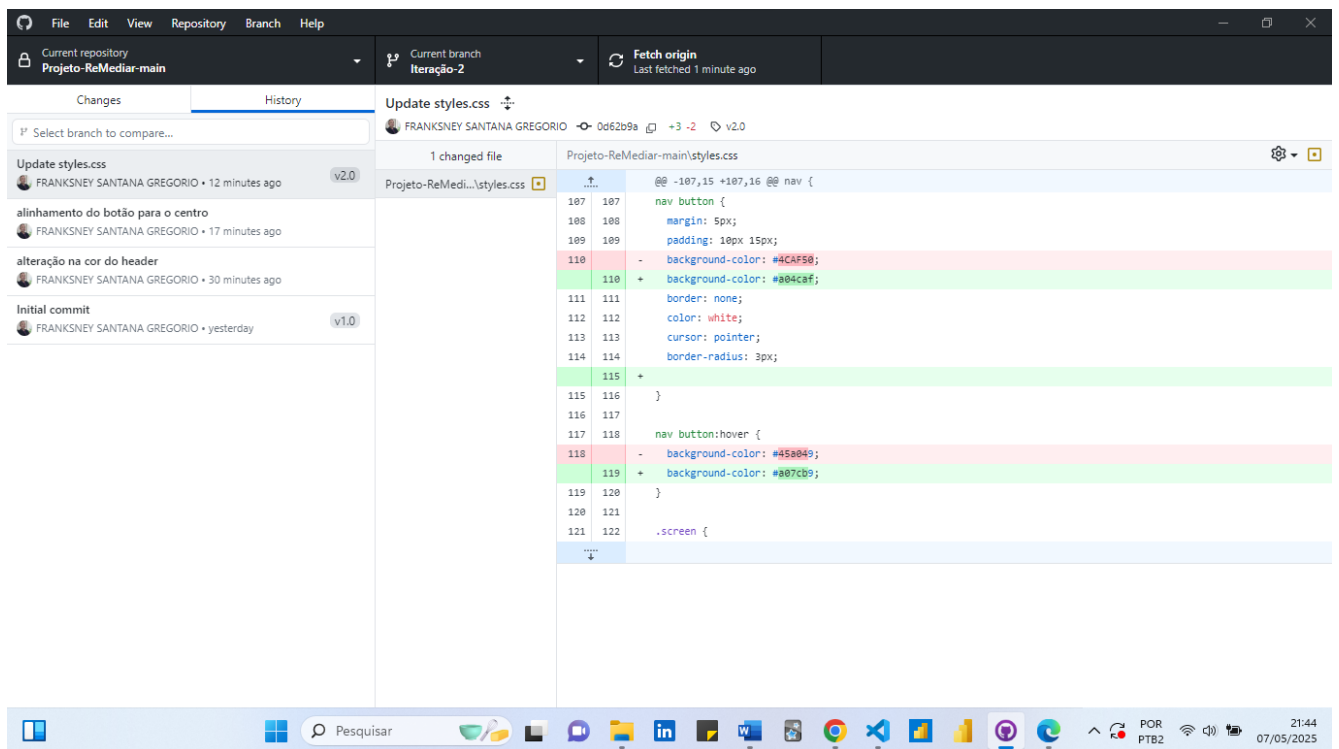 File Edit View Repository Branch Help
Current repository
Projeto-ReMediar-main
Current branch
Iteração-2
Fetch origin
Last fetched 1 minute ago
Changes History
Select branch to compare...
Update styles.css
FRANKSNEY SANTANA GREGORIO • 12 minutes ago
v2.0
alinhamento do botão para o centro
FRANKSNEY SANTANA GREGORIO • 17 minutes ago
alteração na cor do header
FRANKSNEY SANTANA GREGORIO • 30 minutes ago
Initial commit
FRANKSNEY SANTANA GREGORIO • yesterday
v1.0
Update styles.css
FRANKSNEY SANTANA GREGORIO 0d62b9a +3 -2 v2.0
1 changed file
Projeto-ReMedi...\styles.css
Projeto-ReMediar-main\styles.css
@@ -107,15 +107,16 @@ nav {
107 107 nav button {
108 108 margin: 5px;
109 109 padding: 10px 15px;
110 - background-color: #4CAF50;
110 + background-color: #a04caf;
111 111 border: none;
112 112 color: white;
113 113 cursor: pointer;
114 114 border-radius: 3px;
115 +
115 116 }
116 117
117 118 nav button:hover {
118 - background-color: #45a049;
119 + background-color: #a07cb9;
119 120 }
120 121
121 122 .screen {
Pesquisar
POR
PTB2
21:44
07/05/2025